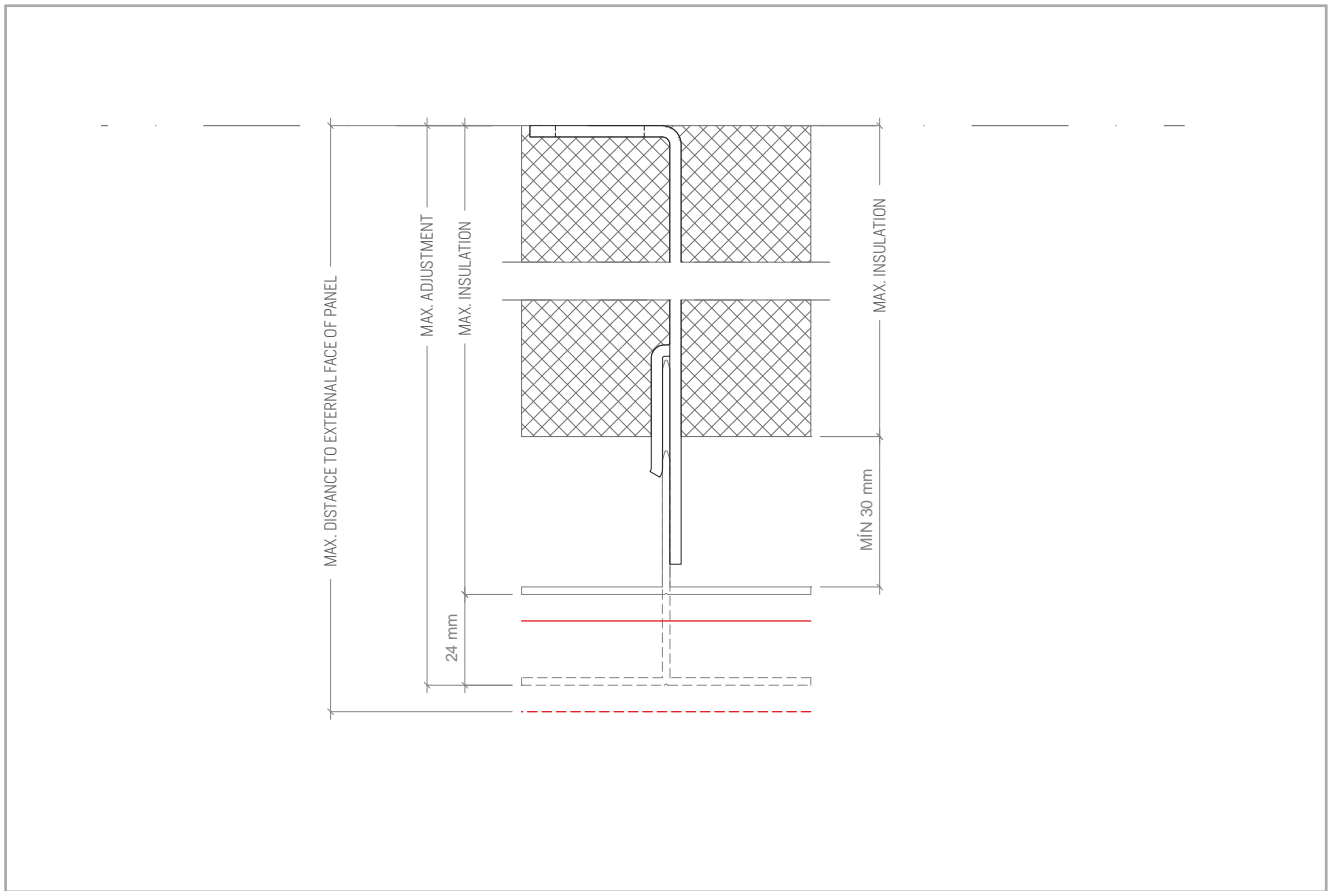 MAX. DISTANCE TO EXTERNAL FACE OF PANEL
MAX. ADJUSTMENT
MAX. INSULATION
24 mm
MAX. INSULATION
MÍN 30 mm